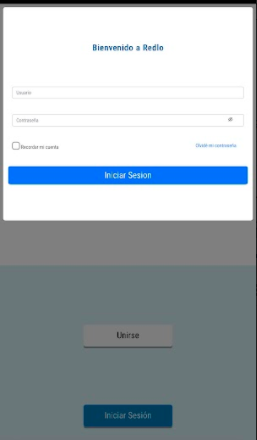 Bienvenido a Redlo
Usuario
Contraseña
Recordar mi cuenta
Olvidé mi contraseña
Iniciar Sesion
Unirse
Iniciar Sesión